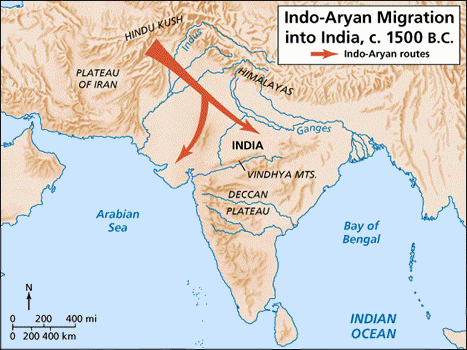 Indo-Aryan Migration
into India, c. 1500 B.C.
Indo-Aryan routes
HINDU KUSH
Indus
PLATEAU
OF IRAN
HIMALAYAS
Ganges
INDIA
VINDHYA MTS.
DECCAN
PLATEAU
Arabian
Sea
Bay of
Bengal
N
0 200 400 mi
0 200 400 km
INDIAN
OCEAN